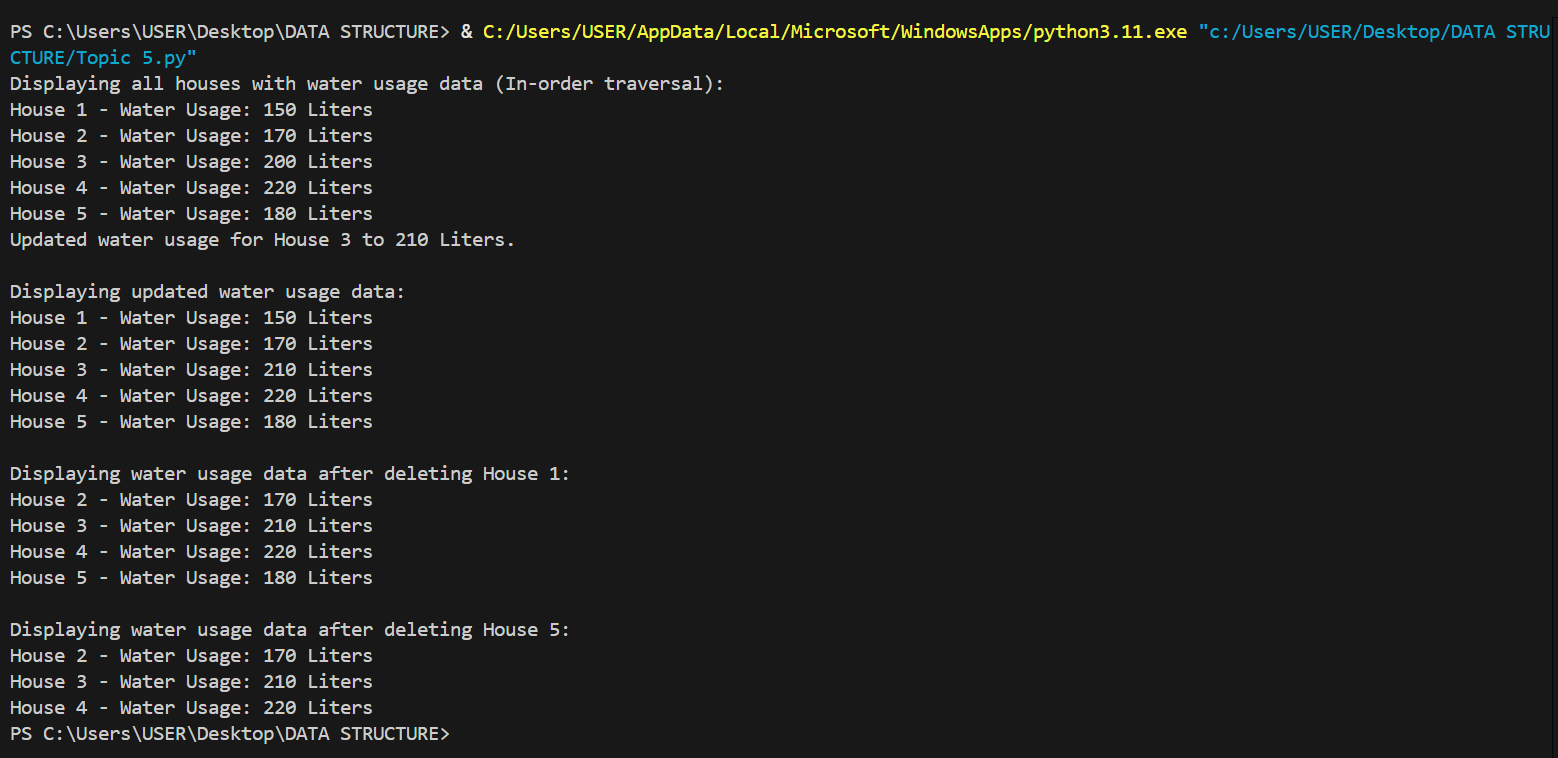 PS C:\Users\USER\Desktop\DATA STRUCTURE> & C:/Users/USER/AppData/Local/Microsoft/WindowsApps/python3.11.exe "c:/Users/USER/Desktop/DATA STRU
CTURE/Topic 5.py"
Displaying all houses with water usage data (In-order traversal):
House 1 - Water Usage: 150 Liters
House 2 - Water Usage: 170 Liters
House 3 - Water Usage: 200 Liters
House 4 - Water Usage: 220 Liters
House 5 - Water Usage: 180 Liters
Updated water usage for House 3 to 210 Liters.

Displaying updated water usage data:
House 1 - Water Usage: 150 Liters
House 2 - Water Usage: 170 Liters
House 3 - Water Usage: 210 Liters
House 4 - Water Usage: 220 Liters
House 5 - Water Usage: 180 Liters

Displaying water usage data after deleting House 1:
House 2 - Water Usage: 170 Liters
House 3 - Water Usage: 210 Liters
House 4 - Water Usage: 220 Liters
House 5 - Water Usage: 180 Liters

Displaying water usage data after deleting House 5:
House 2 - Water Usage: 170 Liters
House 3 - Water Usage: 210 Liters
House 4 - Water Usage: 220 Liters
PS C:\Users\USER\Desktop\DATA STRUCTURE>